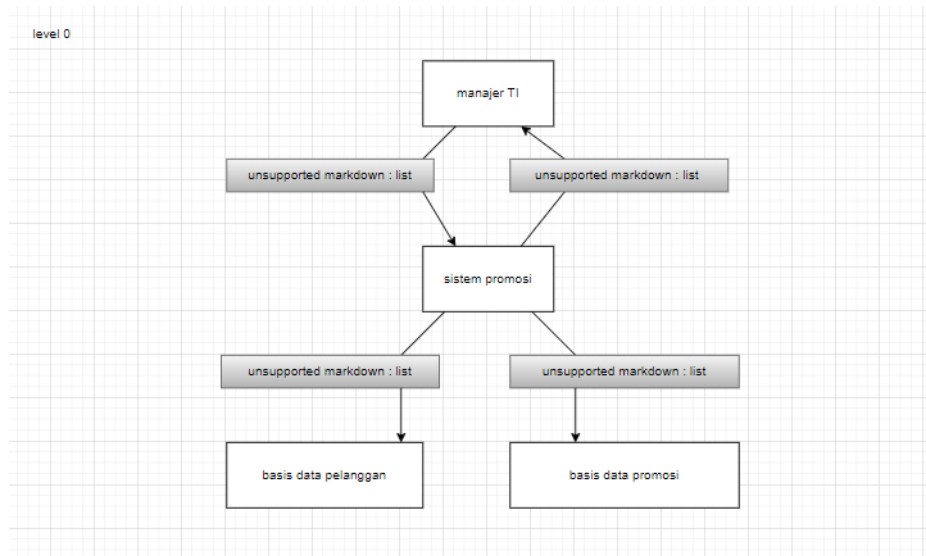 level 0
manajer TI
unsupported markdown : list
unsupported markdown : list
sistem promosi
unsupported markdown : list
unsupported markdown : list
basis data pelanggan
basis data promosi